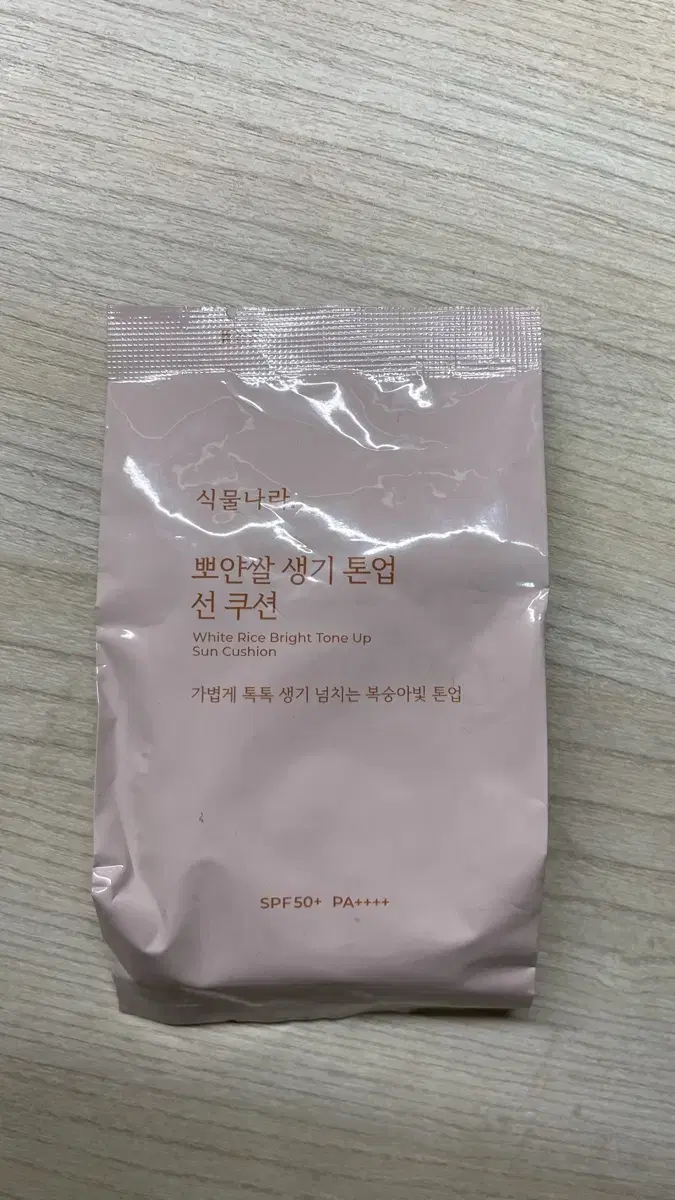 식물나라
뽀얀쌀 생기 톤업
선 쿠션
White Rice Bright Tone Up
Sun Cushion
가볍게 톡톡 생기 넘치는 복숭아빛 톤업
SPF50+ PA++++